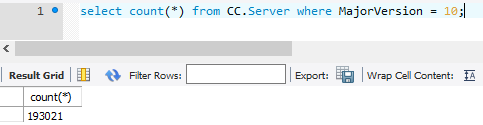 1 select count(*) from CC.Server where MajorVersion = 10;
Result Grid Filter Rows: Export: Wrap Cell Content: IA
count(*)
193021